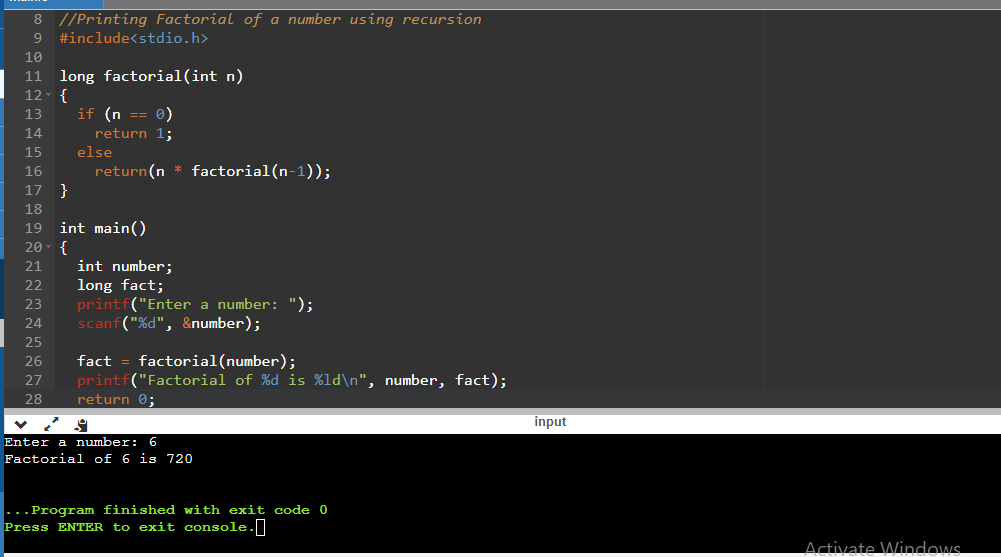 8 //Printing Factorial of a number using recursion
9 #include<stdio.h>
10
11 long factorial(int n)
12 {
13 if (n == 0)
14 return 1;
15 else
16 return(n * factorial(n-1));
17 }
18
19 int main()
20 {
21 int number;
22 long fact;
23 printf("Enter a number: ");
24 scanf("%d", &number);
25
26 fact = factorial(number);
27 printf("Factorial of %d is %ld\n", number, fact);
28 return 0;
input
Enter a number: 6
Factorial of 6 is 720
...Program finished with exit code 0
Press ENTER to exit console.
Activate Windows